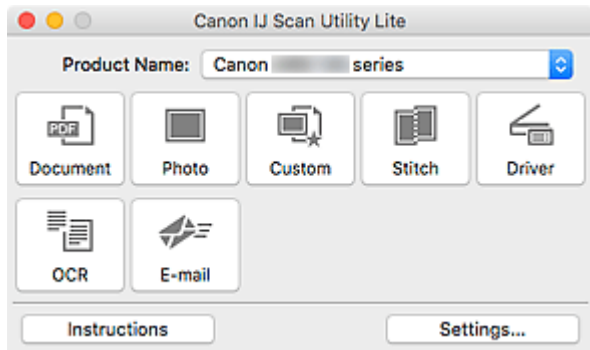 Canon IJ Scan Utility Lite
Product Name: Canon series
PDF
Document Photo Custom Stitch Driver
OCR E-mail
Instructions Settings...